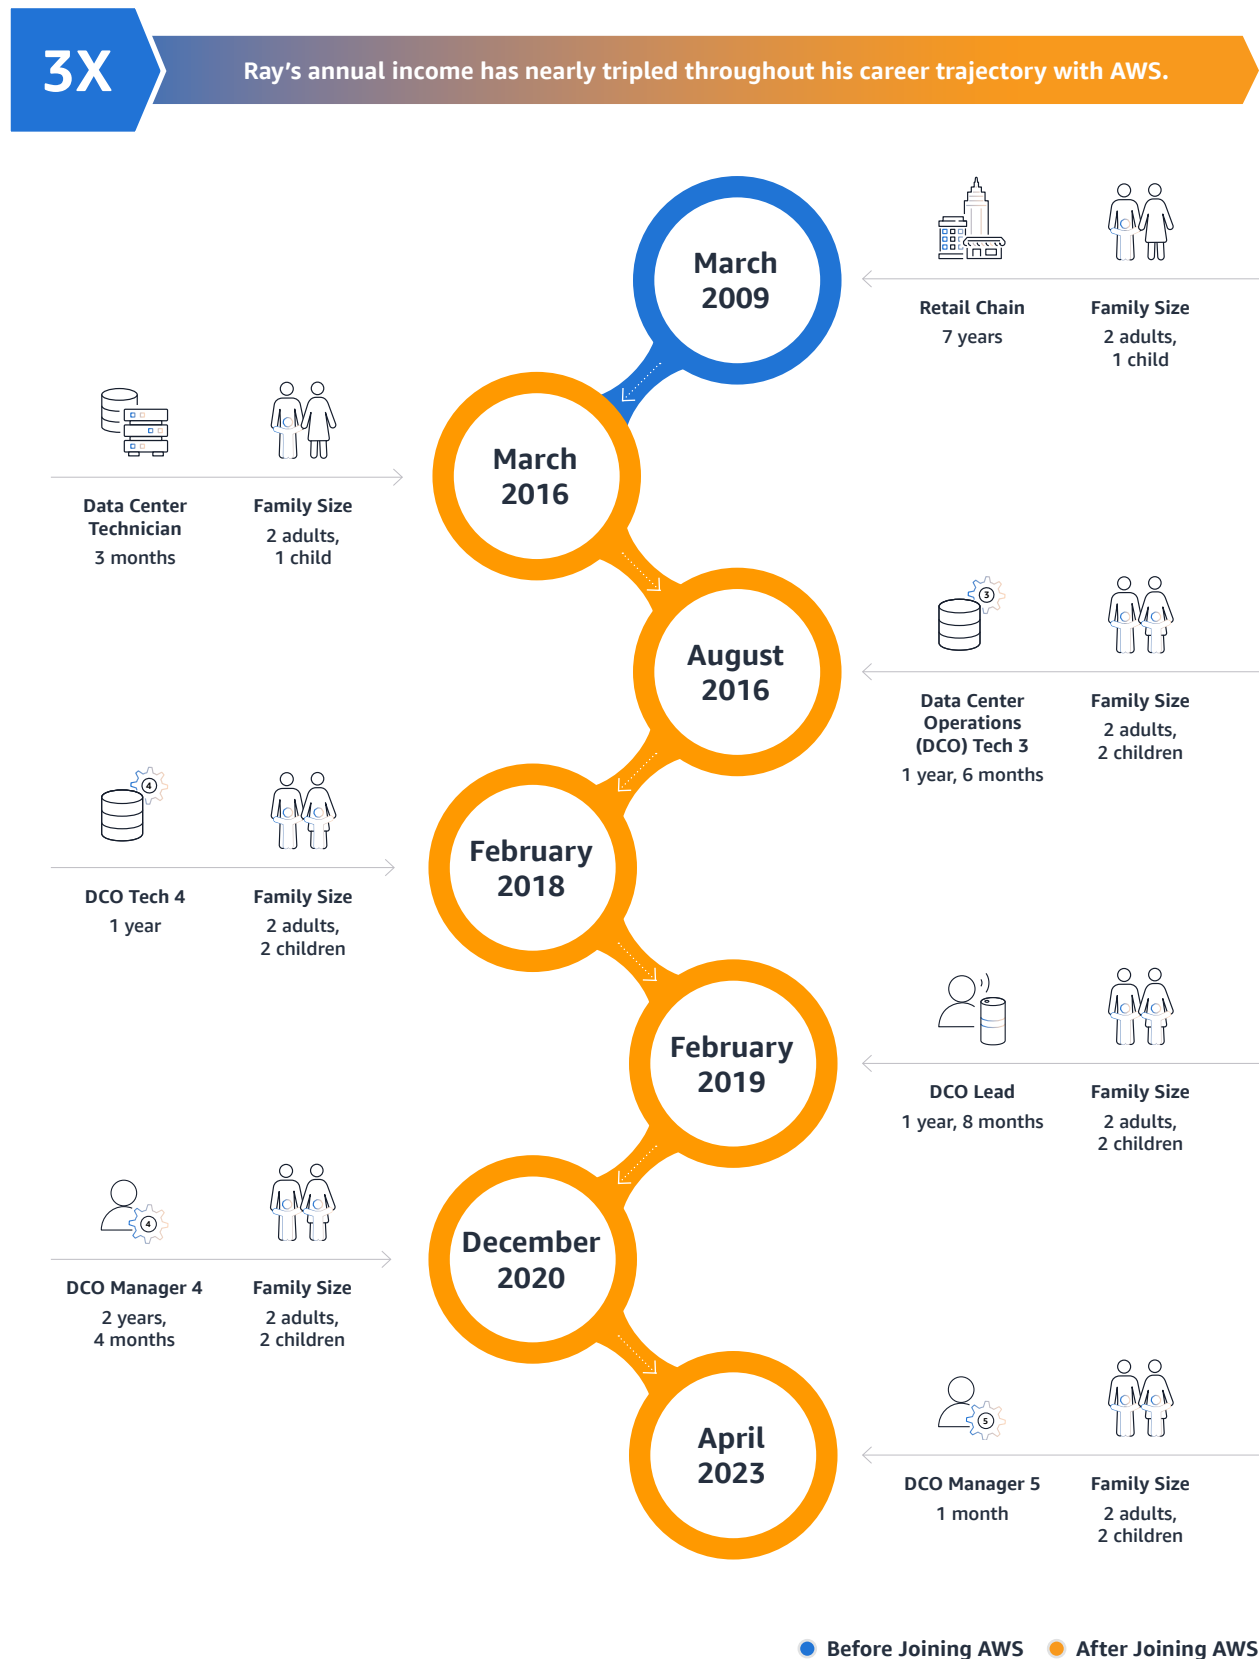 3X
Ray’s annual income has nearly tripled throughout his career trajectory with AWS.
March
2009
Retail Chain
7 years
Family Size
2 adults,
1 child
March
2016
Data Center
Technician
3 months
Family Size
2 adults,
1 child
August
2016
3
Data Center
Operations
(DCO) Tech 3
1 year, 6 months
Family Size
2 adults,
2 children
February
2018
4
DCO Tech 4
1 year
Family Size
2 adults,
2 children
February
2019
DCO Lead
1 year, 8 months
Family Size
2 adults,
2 children
December
2020
4
DCO Manager 4
2 years,
4 months
Family Size
2 adults,
2 children
April
2023
5
DCO Manager 5
1 month
Family Size
2 adults,
2 children
Before Joining AWS
After Joining AWS